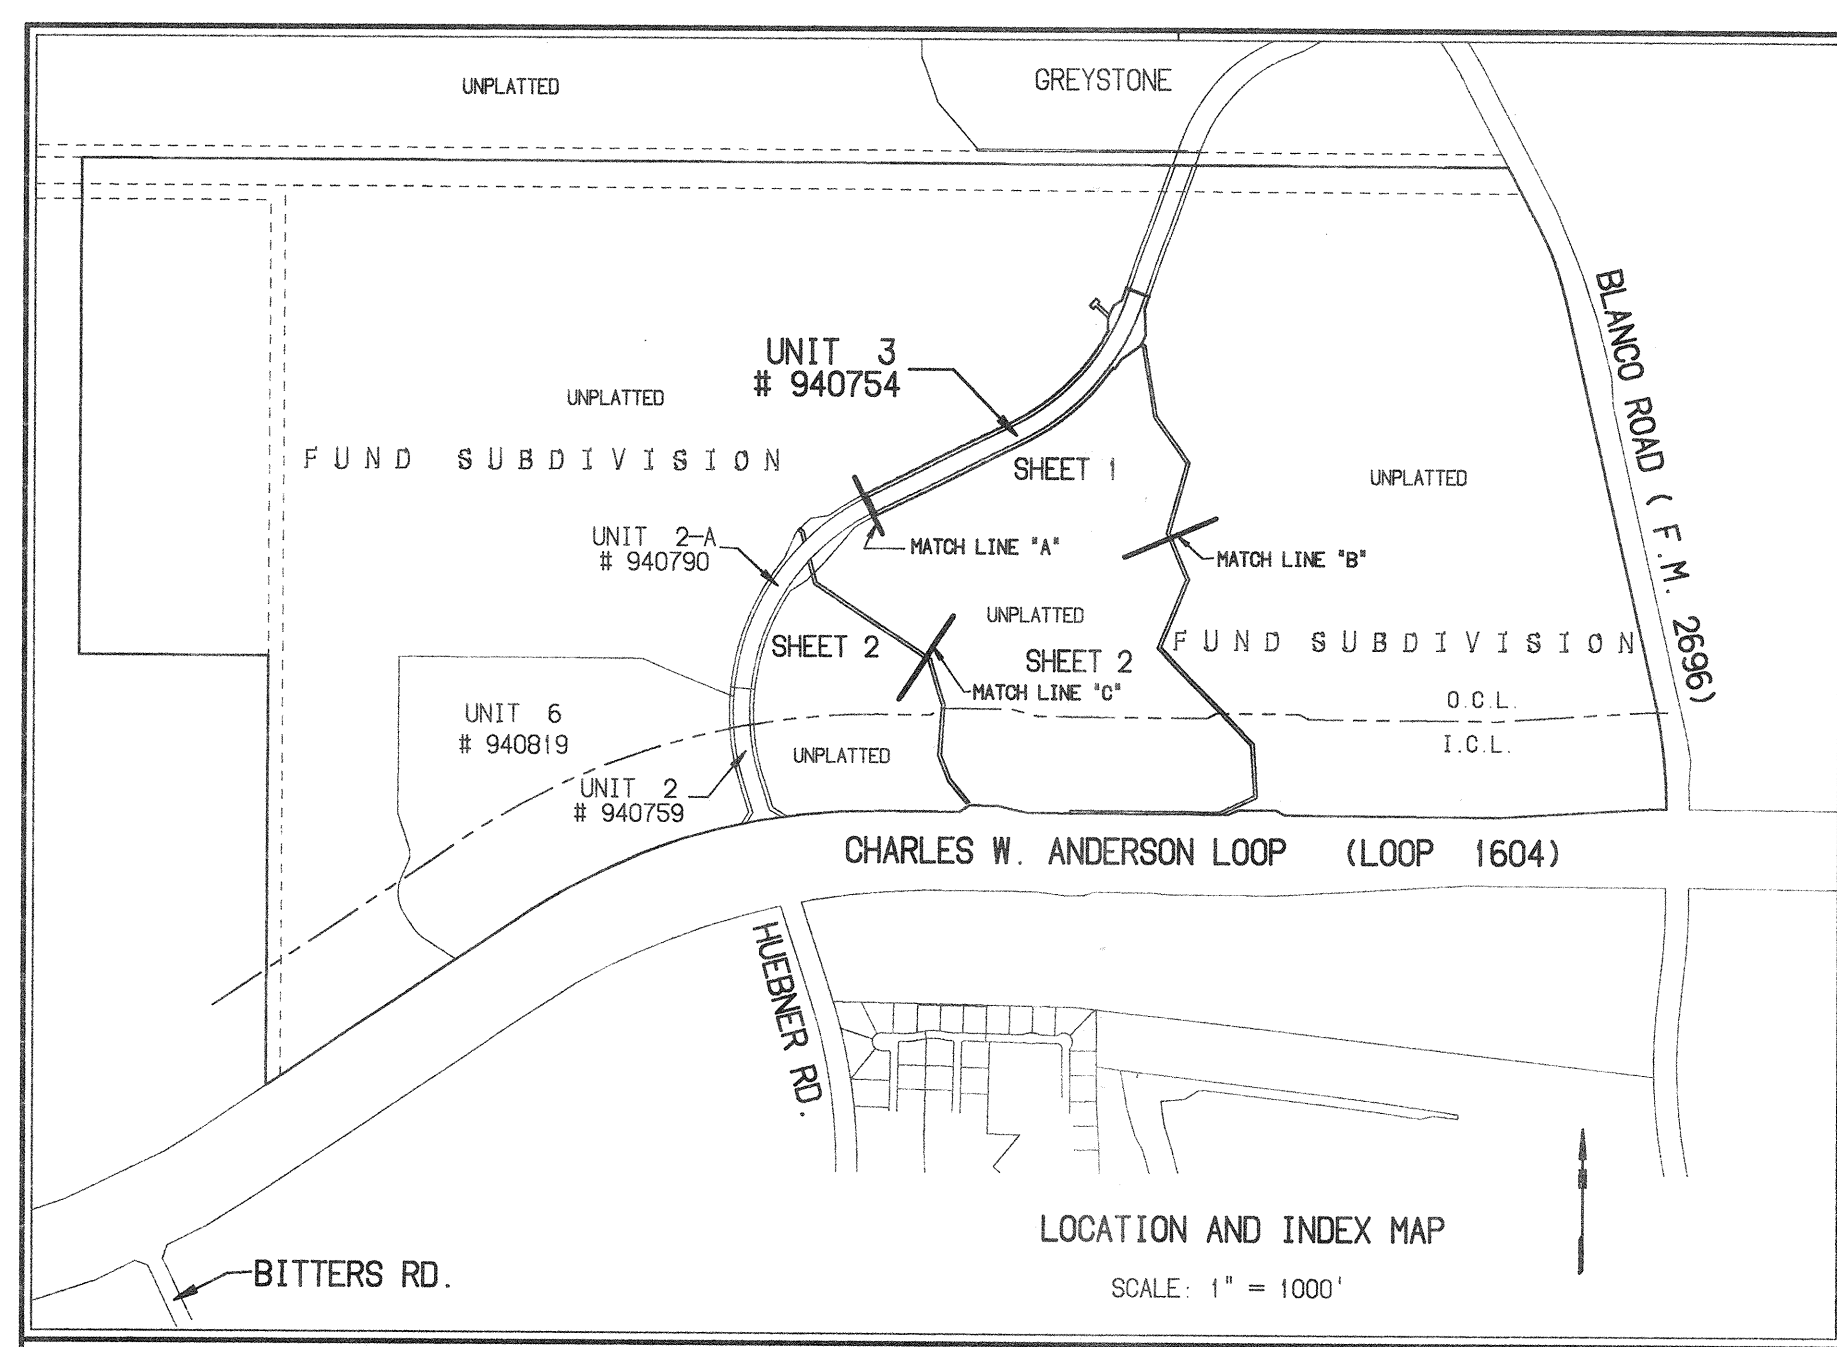 UNPLATTED
GREYSTONE
UNIT 3
# 940754
UNPLATTED
FUND SUBDIVISION
SHEET 1
UNPLATTED
BLANCO ROAD ( F.M. 2696)
UNIT 2-A
# 940790
MATCH LINE "A"
MATCH LINE "B"
UNPLATTED
SHEET 2
SHEET 2
FUND SUBDIVISION
MATCH LINE "C"
O.C.L.
I.C.L.
UNIT 6
# 940819
UNPLATTED
UNIT 2
# 940759
CHARLES W. ANDERSON LOOP (LOOP 1604)
HUEBNER RD.
LOCATION AND INDEX MAP
SCALE: 1" = 1000'
BITTERS RD.